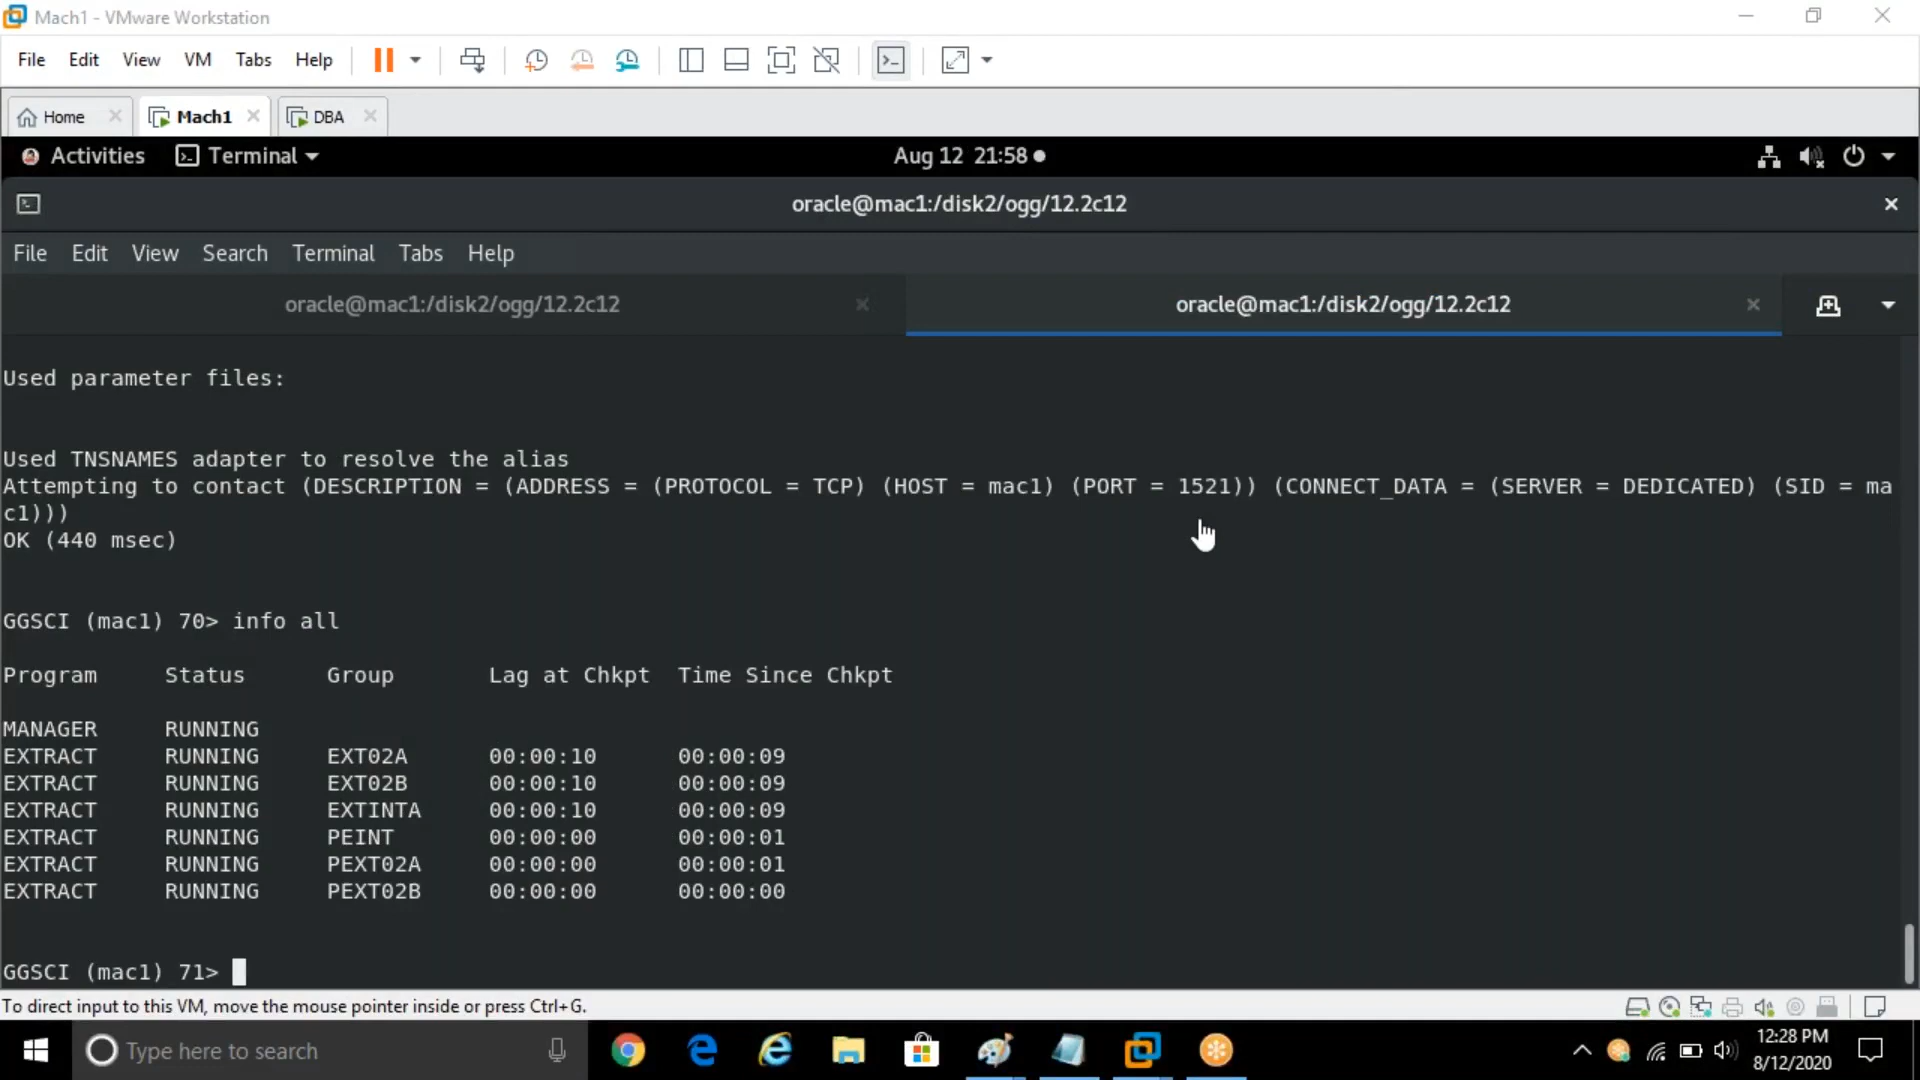 Mach1 - VMware Workstation
File Edit View VM Tabs Help
Home Mach1 DBA
Activities Terminal Aug 12 21:58
oracle@mac1:/disk2/ogg/12.2c12
File Edit View Search Terminal Tabs Help
oracle@mac1:/disk2/ogg/12.2c12 oracle@mac1:/disk2/ogg/12.2c12
Used parameter files:
Used TNSNAMES adapter to resolve the alias
Attempting to contact (DESCRIPTION = (ADDRESS = (PROTOCOL = TCP) (HOST = mac1) (PORT = 1521)) (CONNECT_DATA = (SERVER = DEDICATED) (SID = ma
c1)))
OK (440 msec)
GGSCI (mac1) 70> info all
Program Status Group Lag at Chkpt Time Since Chkpt
MANAGER RUNNING
EXTRACT RUNNING EXT02A 00:00:10 00:00:09
EXTRACT RUNNING EXT02B 00:00:10 00:00:09
EXTRACT RUNNING EXTINTA 00:00:10 00:00:09
EXTRACT RUNNING PEINT 00:00:00 00:00:01
EXTRACT RUNNING PEXT02A 00:00:00 00:00:01
EXTRACT RUNNING PEXT02B 00:00:00 00:00:00
GGSCI (mac1) 71>
To direct input to this VM, move the mouse pointer inside or press Ctrl+G.
Type here to search
12:28 PM
8/12/2020